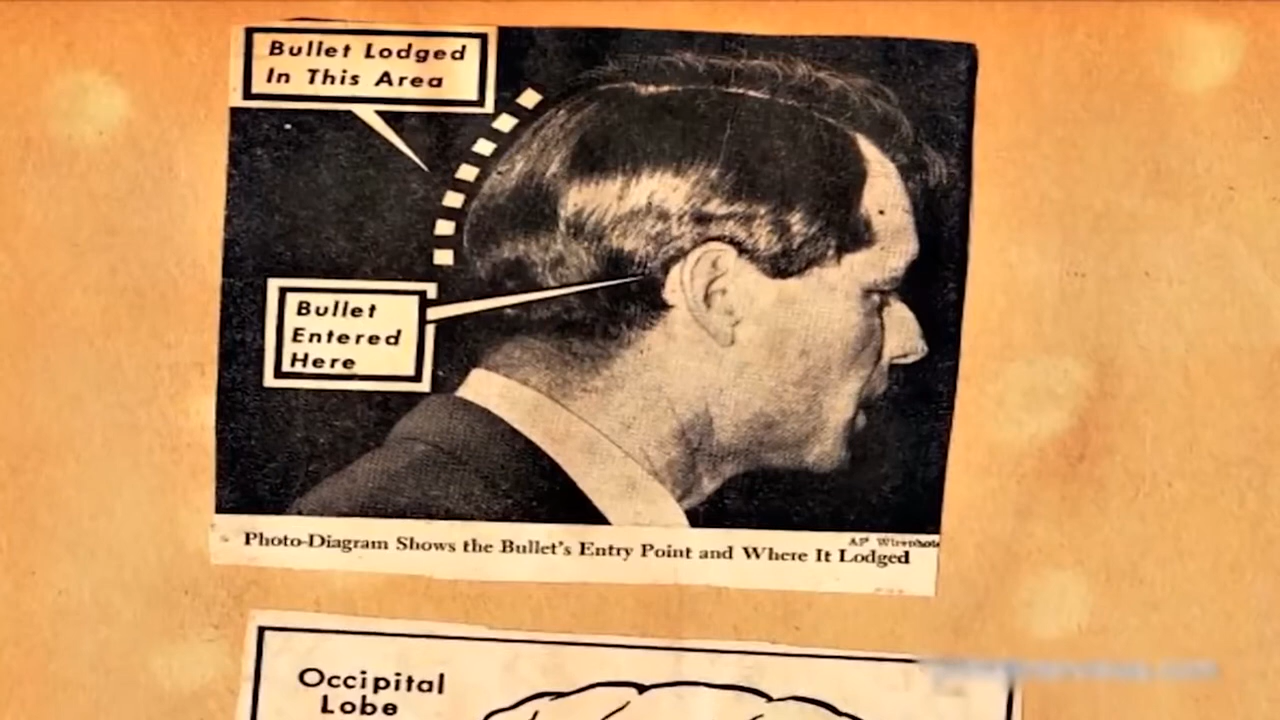 Bullet Lodged
In This Area
Bullet
Entered
Here
AP Wirephoto
Photo-Diagram Shows the Bullet's Entry Point and Where It Lodged
Occipital
Lobe